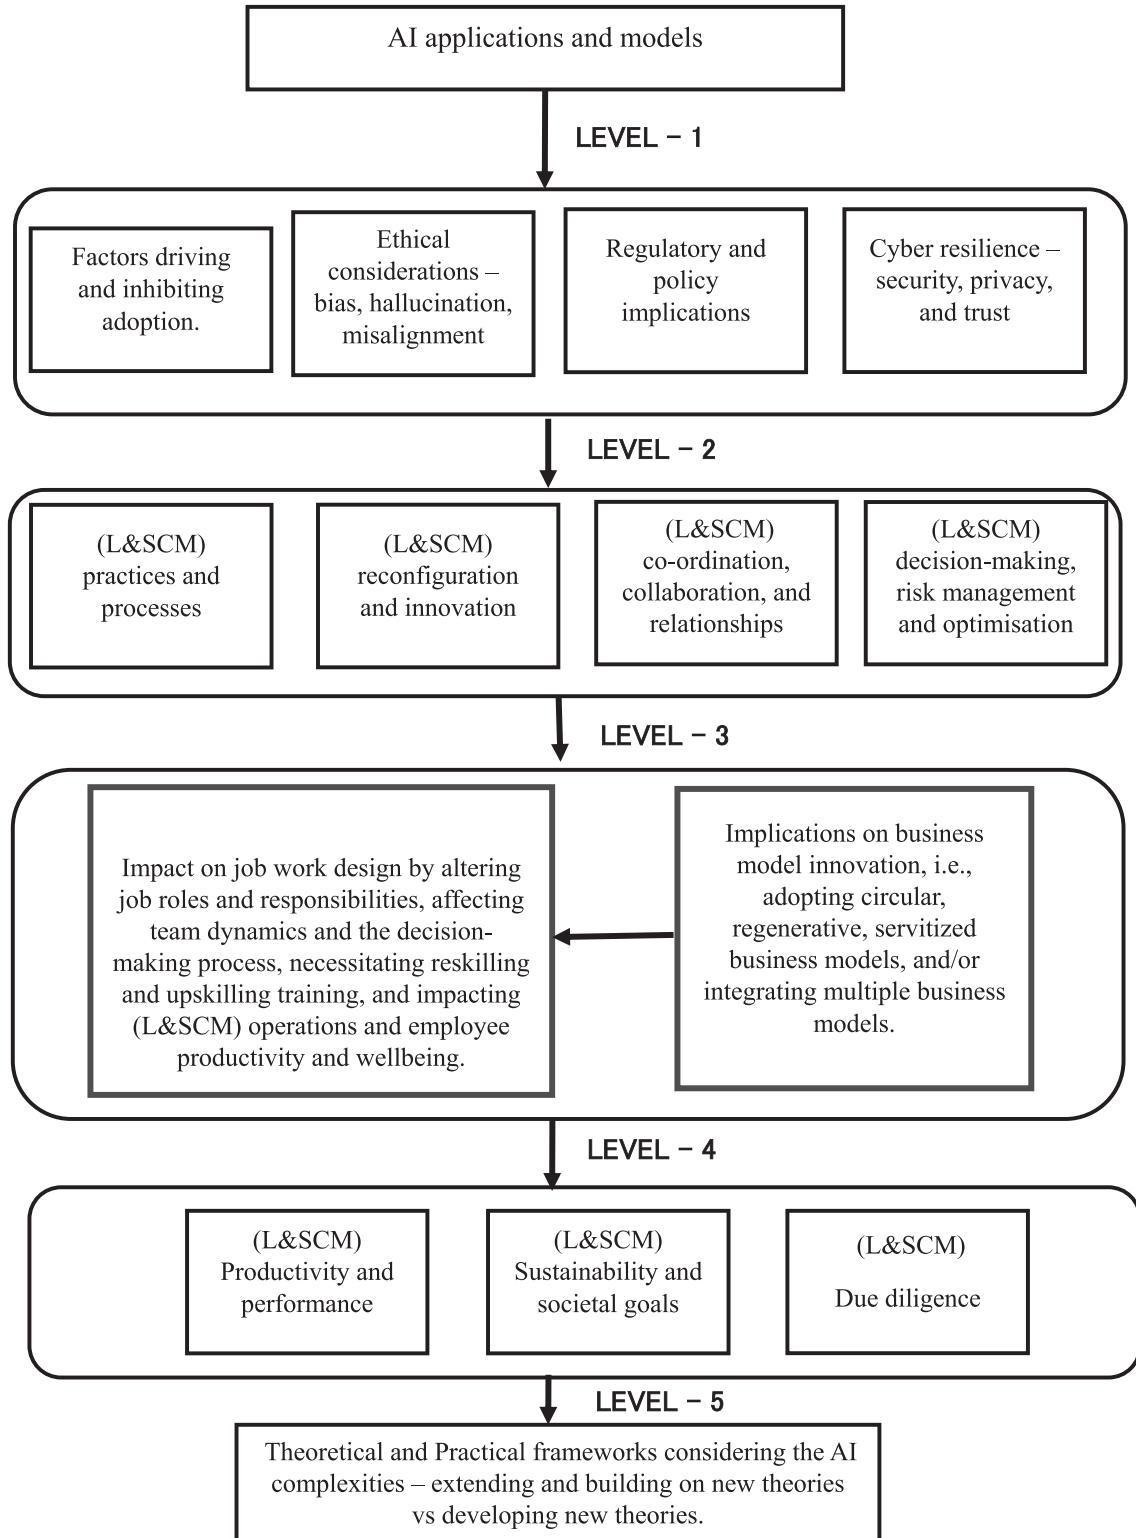 AI applications and models
LEVEL - 1
Factors driving
and inhibiting
adoption.
Ethical
considerations –
bias, hallucination,
misalignment
Regulatory and
policy
implications
Cyber resilience –
security, privacy,
and trust
LEVEL - 2
(L&SCM)
practices and
processes
(L&SCM)
reconfiguration
and innovation
(L&SCM)
co-ordination,
collaboration, and
relationships
(L&SCM)
decision-making,
risk management
and optimisation
LEVEL - 3
Impact on job work design by altering
job roles and responsibilities, affecting
team dynamics and the decision-
making process, necessitating reskilling
and upskilling training, and impacting
(L&SCM) operations and employee
productivity and wellbeing.
Implications on business
model innovation, i.e.,
adopting circular,
regenerative, servitized
business models, and/or
integrating multiple business
models.
LEVEL - 4
(L&SCM)
Productivity and
performance
(L&SCM)
Sustainability and
societal goals
(L&SCM)
Due diligence
LEVEL - 5
Theoretical and Practical frameworks considering the AI
complexities – extending and building on new theories
vs developing new theories.